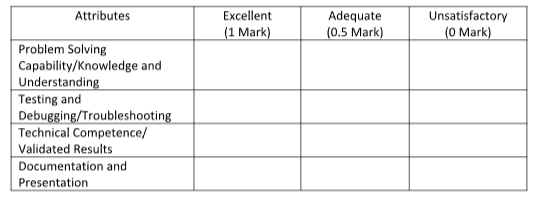 Attributes Excellent Adequate Unsatisfactory
(1 Mark) (0.5 Mark) (0 Mark)
Problem Solving
Capability/Knowledge and
Understanding
Testing and
Debugging/Troubleshooting
Technical Competence/
Validated Results
Documentation and
Presentation